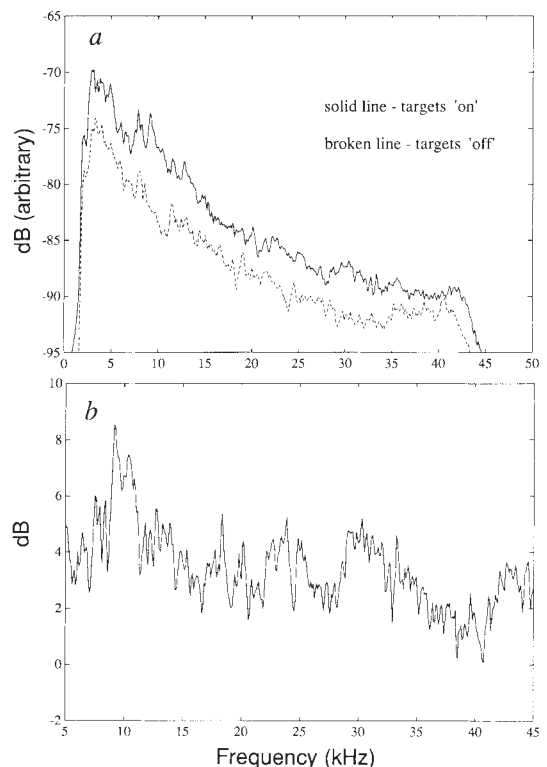 a
-65
-70
-75
-80
-85
-90
-95
dB (arbitrary)
solid line - targets 'on'
broken line - targets 'off'
0 5 10 15 20 25 30 35 40 45 50
b
10
8
6
4
2
0
-2
dB
5 10 15 20 25 30 35 40 45
Frequency (kHz)